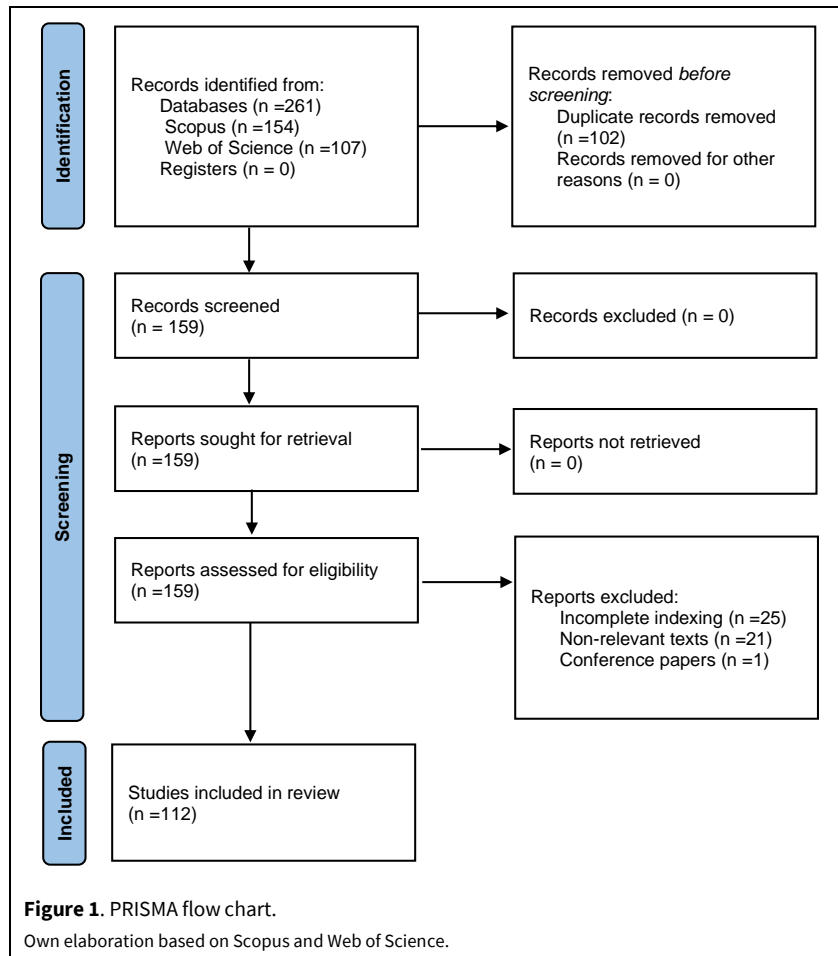 Identification
Records identified from:
Databases (n =261)
Scopus (n =154)
Web of Science (n =107)
Registers (n = 0)
Records removed before
screening:
Duplicate records removed
(n =102)
Records removed for other
reasons (n = 0)
Screening
Records screened
(n = 159)
Records excluded (n = 0)
Reports sought for retrieval
(n =159)
Reports not retrieved
(n = 0)
Reports assessed for eligibility
(n =159)
Reports excluded:
Incomplete indexing (n =25)
Non-relevant texts (n =21)
Conference papers (n =1)
Included
Studies included in review
(n =112)
Figure 1. PRISMA flow chart.
Own elaboration based on Scopus and Web of Science.